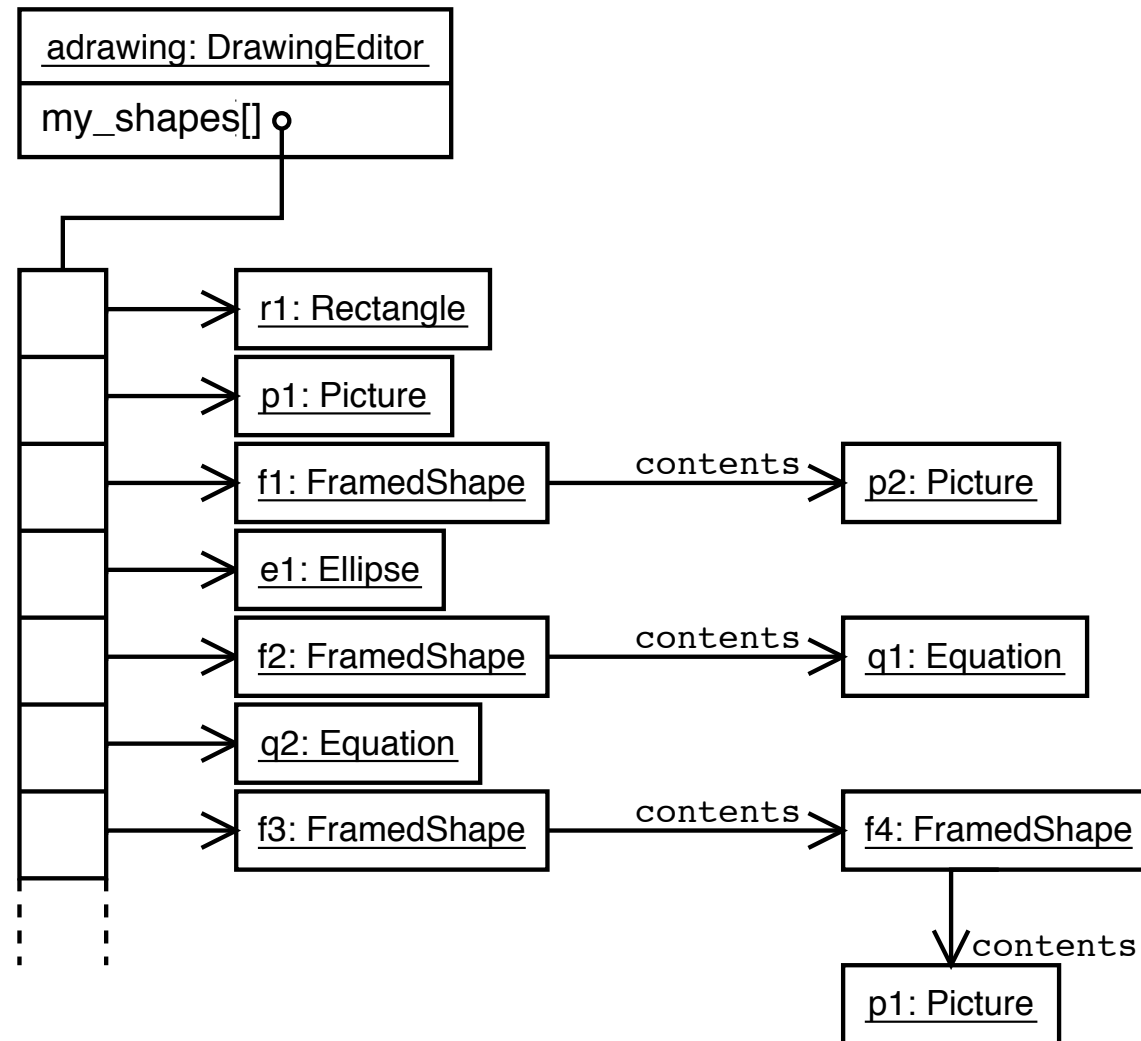 adrawing: DrawingEditor
my_shapes[]
r1: Rectangle
p1: Picture
f1: FramedShape
contents
p2: Picture
e1: Ellipse
f2: FramedShape
contents
q1: Equation
q2: Equation
f3: FramedShape
contents
f4: FramedShape
contents
p1: Picture